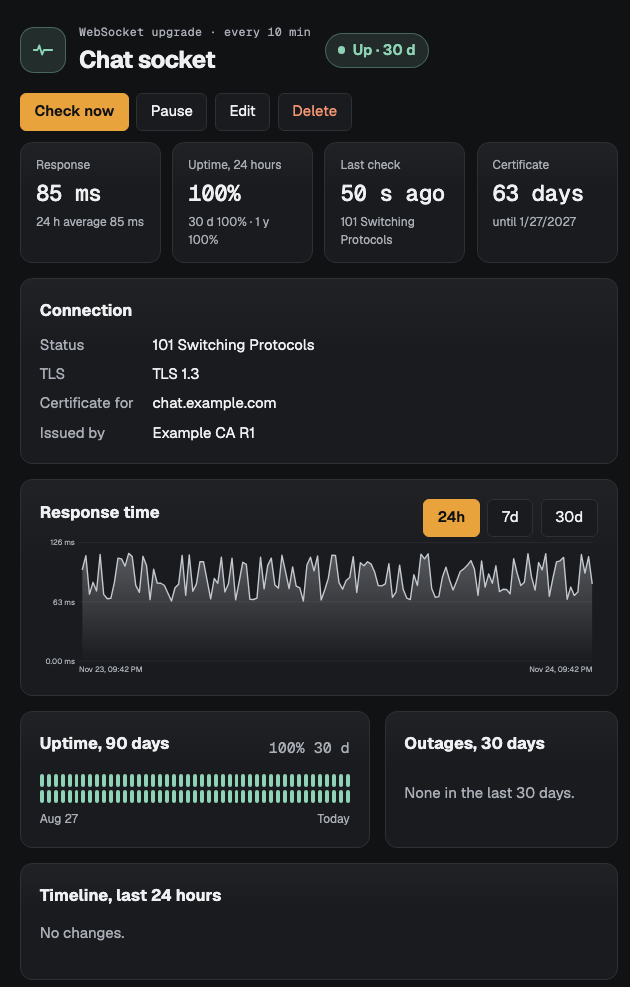 WebSocket upgrade · every 10 min
Chat socket
Up · 30 d
Check now
Pause
Edit
Delete
Response
85 ms
24 h average 85 ms
Uptime, 24 hours
100%
30 d 100% · 1 y
100%
Last check
50 s ago
101 Switching
Protocols
Certificate
63 days
until 1/27/2027
Connection
Status 101 Switching Protocols
TLS TLS 1.3
Certificate for chat.example.com
Issued by Example CA R1
Response time
24h
7d
30d
126 ms
63 ms
0.00 ms
Nov 23, 09:42 PM
Nov 24, 09:42 PM
Uptime, 90 days
100% 30 d
Aug 27
Today
Outages, 30 days
None in the last 30 days.
Timeline, last 24 hours
No changes.